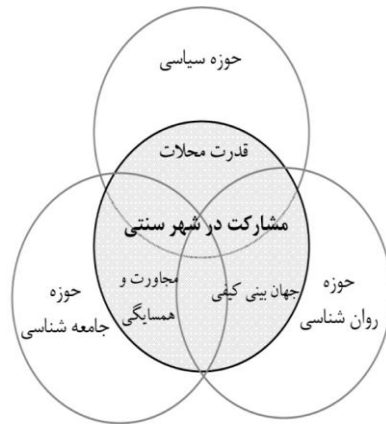 حوزه سیاسی
قدرت محلات
مشارکت در شهر سنتی
مجاورت و
همسایگی
جهان بینی کیفی
حوزه
روان شناسی
حوزه
جامعه شناسی